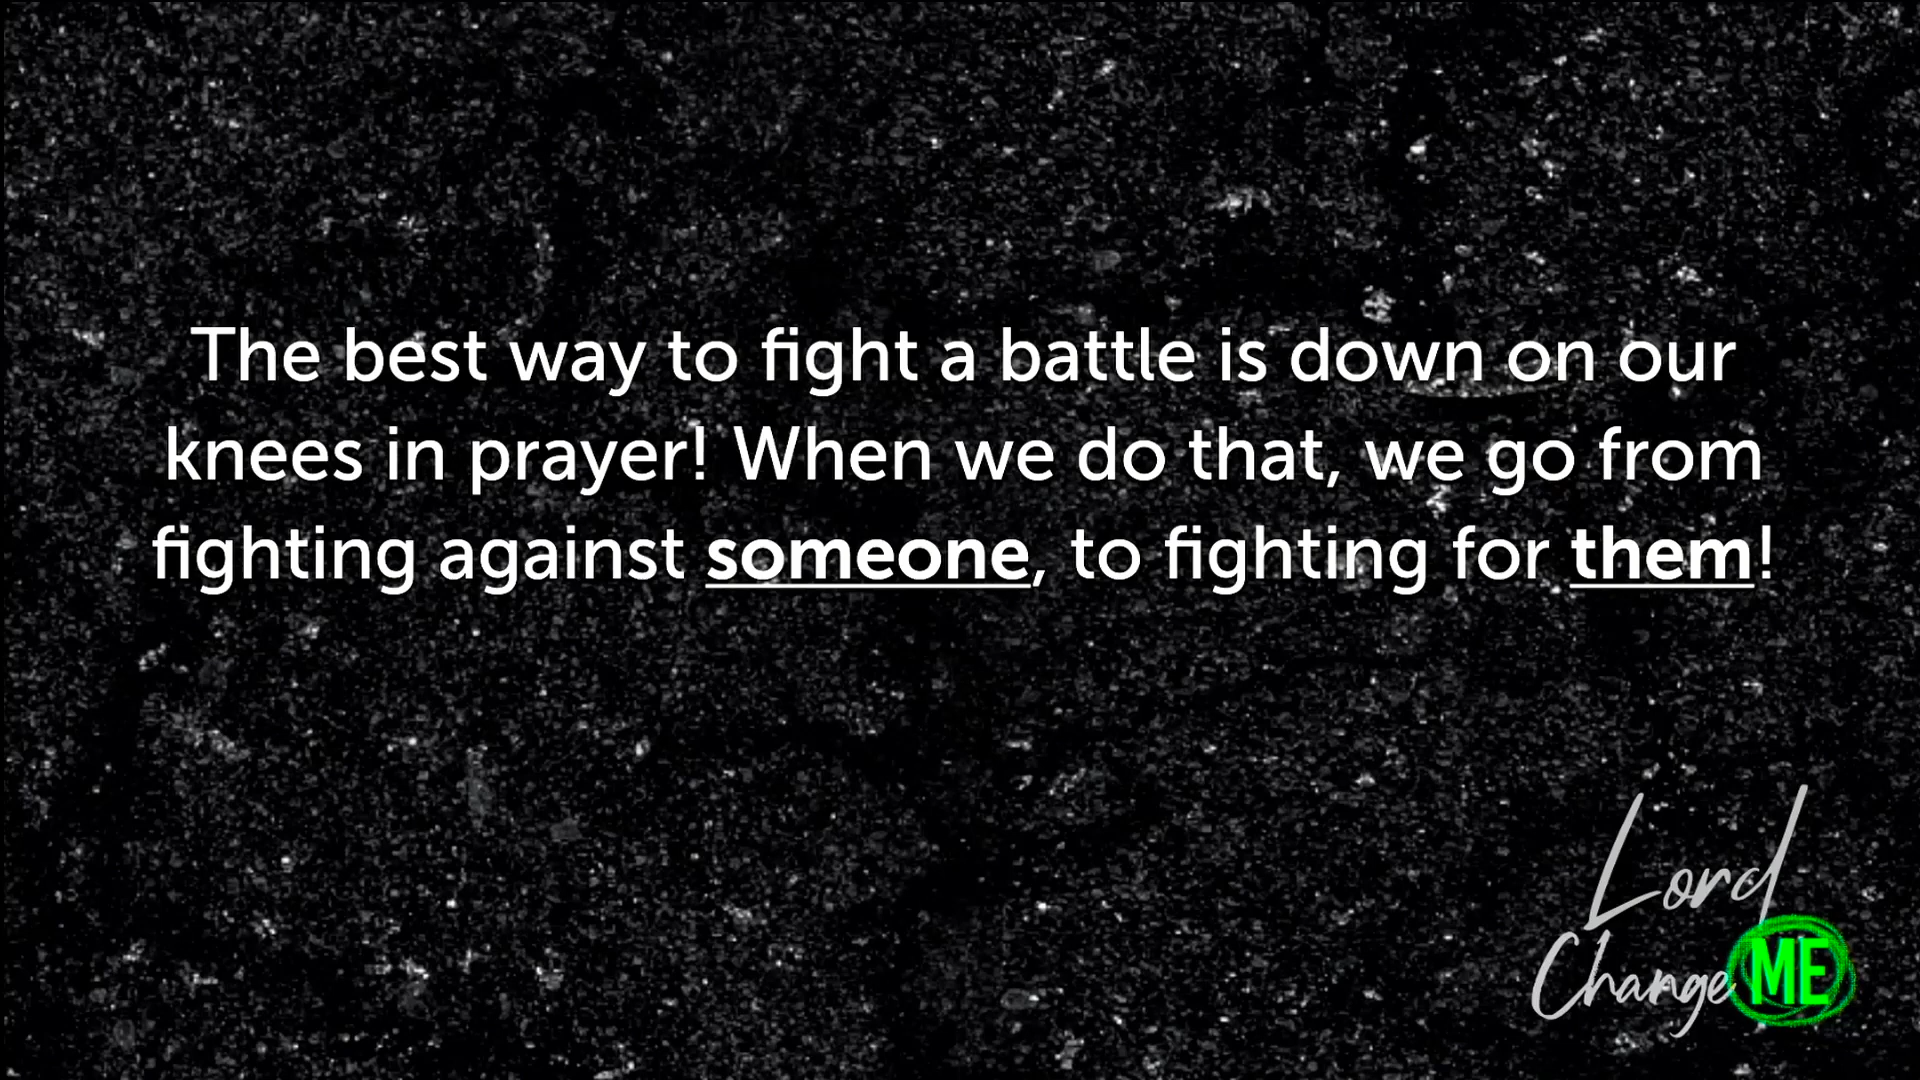 The best way to fight a battle is down on our
knees in prayer! When we do that, we go from
fighting against someone, to fighting for them!
Lord
Change ME